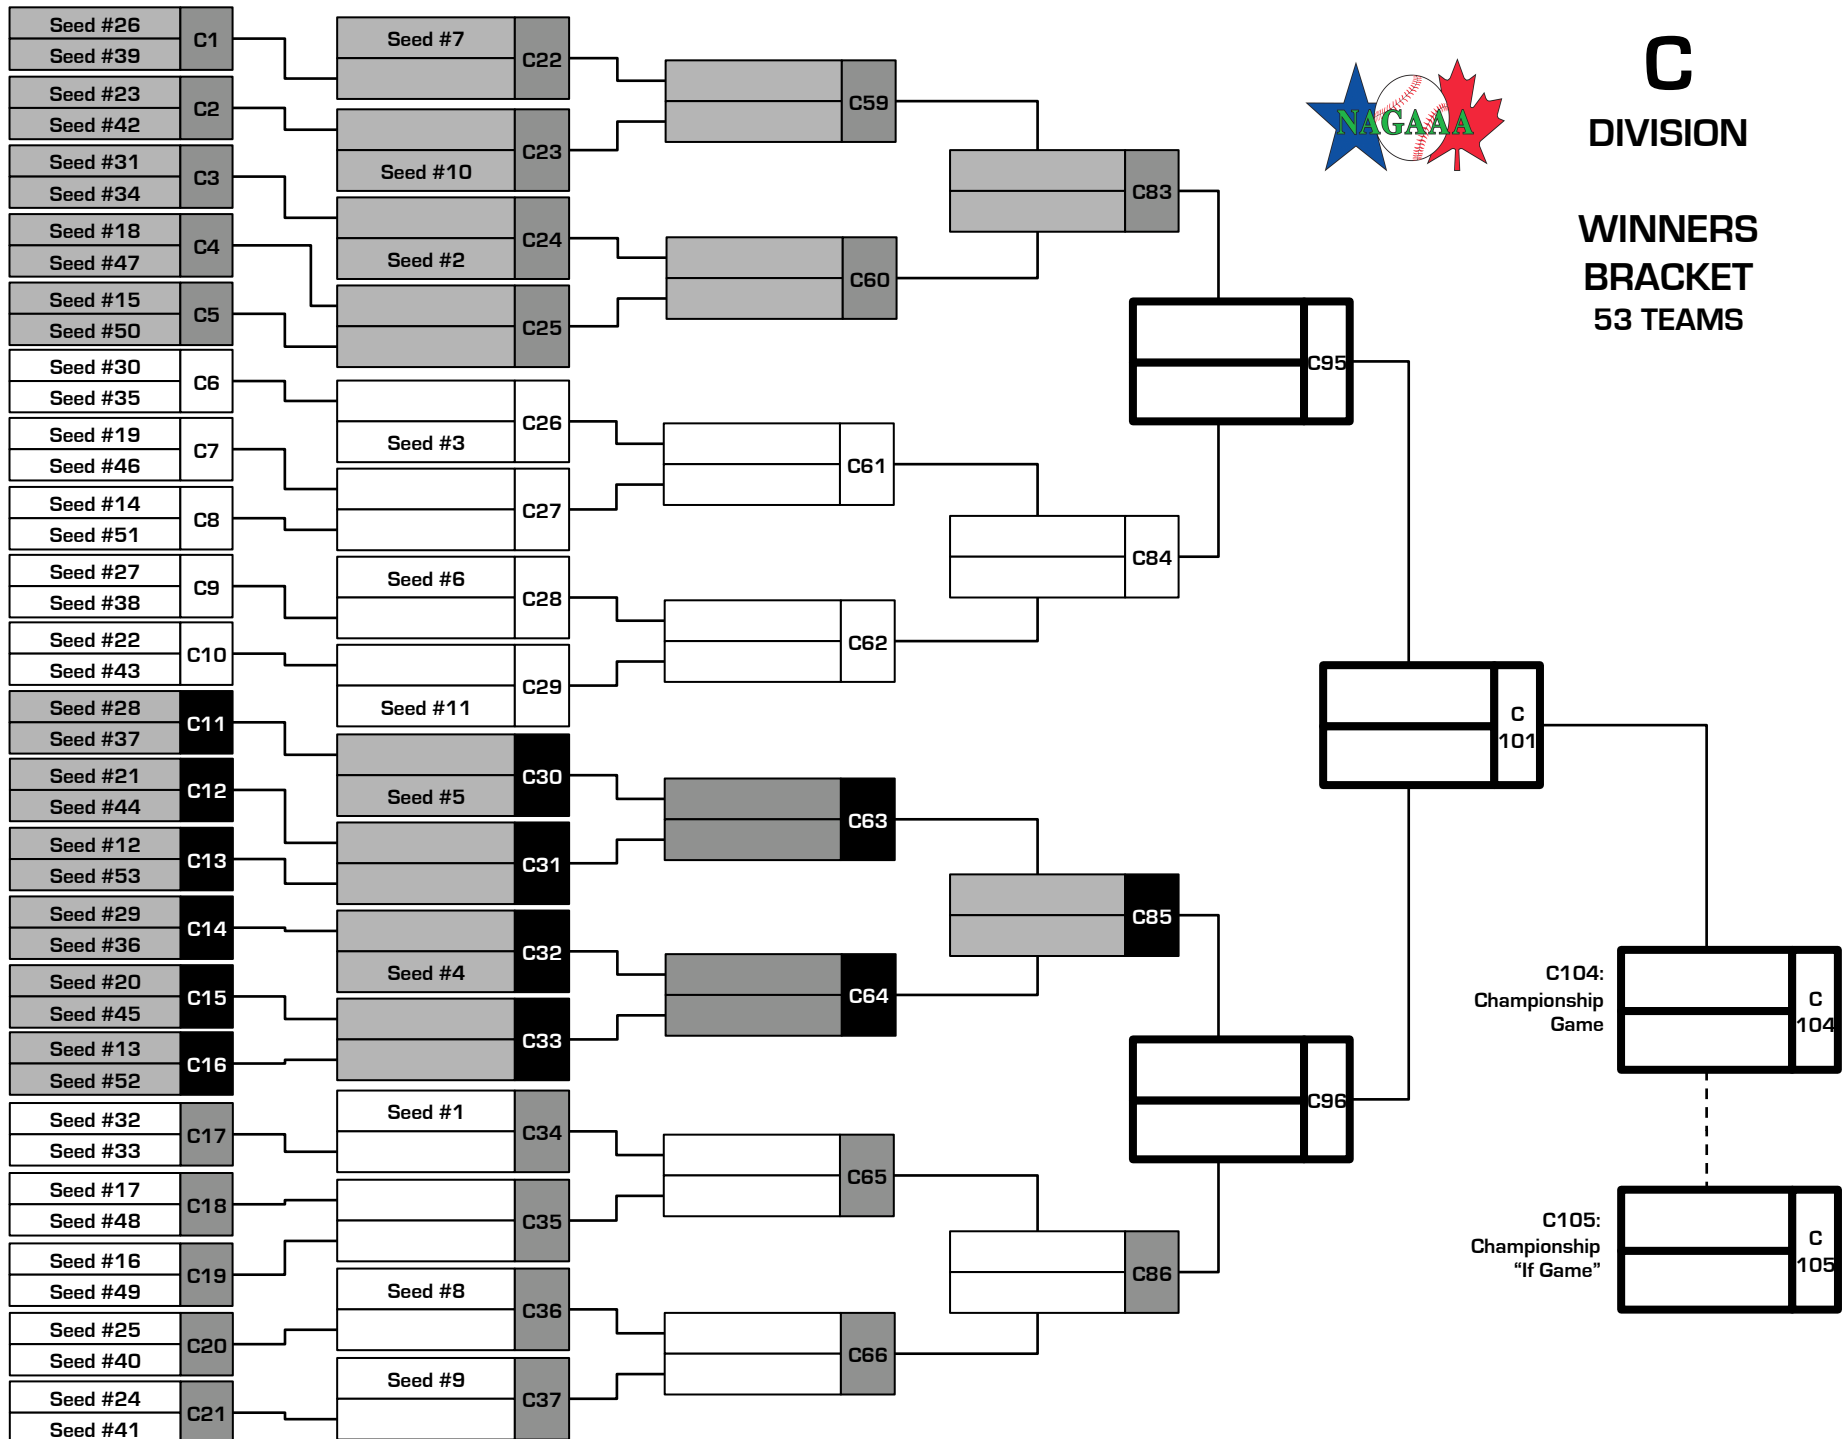 Seed #26
Seed #39
C1
Seed #23
Seed #42
C2
Seed #31
Seed #34
C3
Seed #18
Seed #47
C4
Seed #15
Seed #50
C5
Seed #30
Seed #35
C6
Seed #19
Seed #46
C7
Seed #14
Seed #51
C8
Seed #27
Seed #38
C9
Seed #22
Seed #43
C10
Seed #28
Seed #37
C11
Seed #21
Seed #44
C12
Seed #12
Seed #53
C13
Seed #29
Seed #36
C14
Seed #20
Seed #45
C15
Seed #13
Seed #52
C16
Seed #32
Seed #33
C17
Seed #17
Seed #48
C18
Seed #16
Seed #49
C19
Seed #25
Seed #40
C20
Seed #24
Seed #41
C21
Seed #7
C22
C23
Seed #10
C24
Seed #2
C25
C26
Seed #3
C27
Seed #6
C28
C29
Seed #11
C30
Seed #5
C31
C32
Seed #4
C33
Seed #1
C34
C35
Seed #8
C36
Seed #9
C37
C59
C60
C61
C62
C63
C64
C65
C66
C83
C84
C85
C86
C95
C96
C
101
NAGAAA
C
DIVISION
WINNERS
BRACKET
53 TEAMS
C104:
Championship
Game
C
104
C105:
Championship
“If Game”
C
105